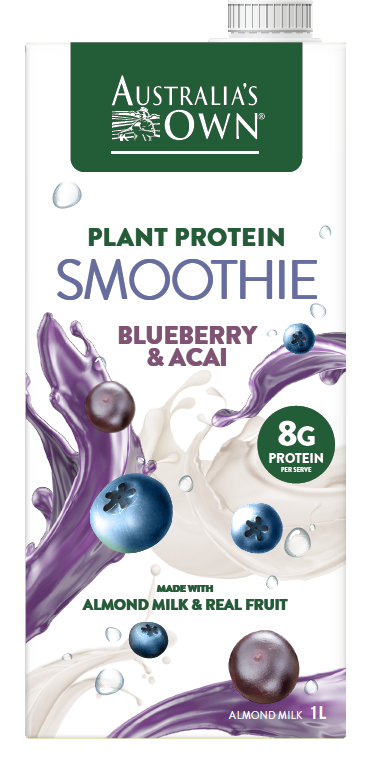 AUSTRALIA'S
OWN®
PLANT PROTEIN
SMOOTHIE
BLUEBERRY
& ACAI
8G
PROTEIN
PER SERVE
MADE WITH
ALMOND MILK & REAL FRUIT
ALMOND MILK 1L